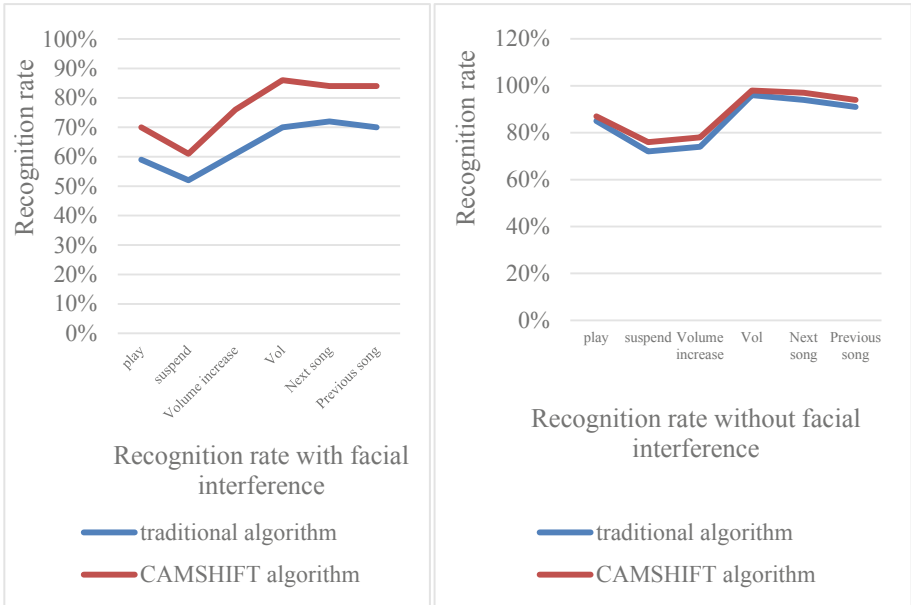 100%
90%
80%
70%
60%
50%
40%
30%
20%
10%
0%
Recognition rate
play
suspend
Volume increase
Vol
Next song
Previous song
Recognition rate with facial
interference
traditional algorithm
CAMSHIFT algorithm
120%
100%
80%
60%
40%
20%
0%
Recognition rate
play
suspend
Volume
increase
Vol
Next
song
Previous
song
Recognition rate without facial
interference
traditional algorithm
CAMSHIFT algorithm